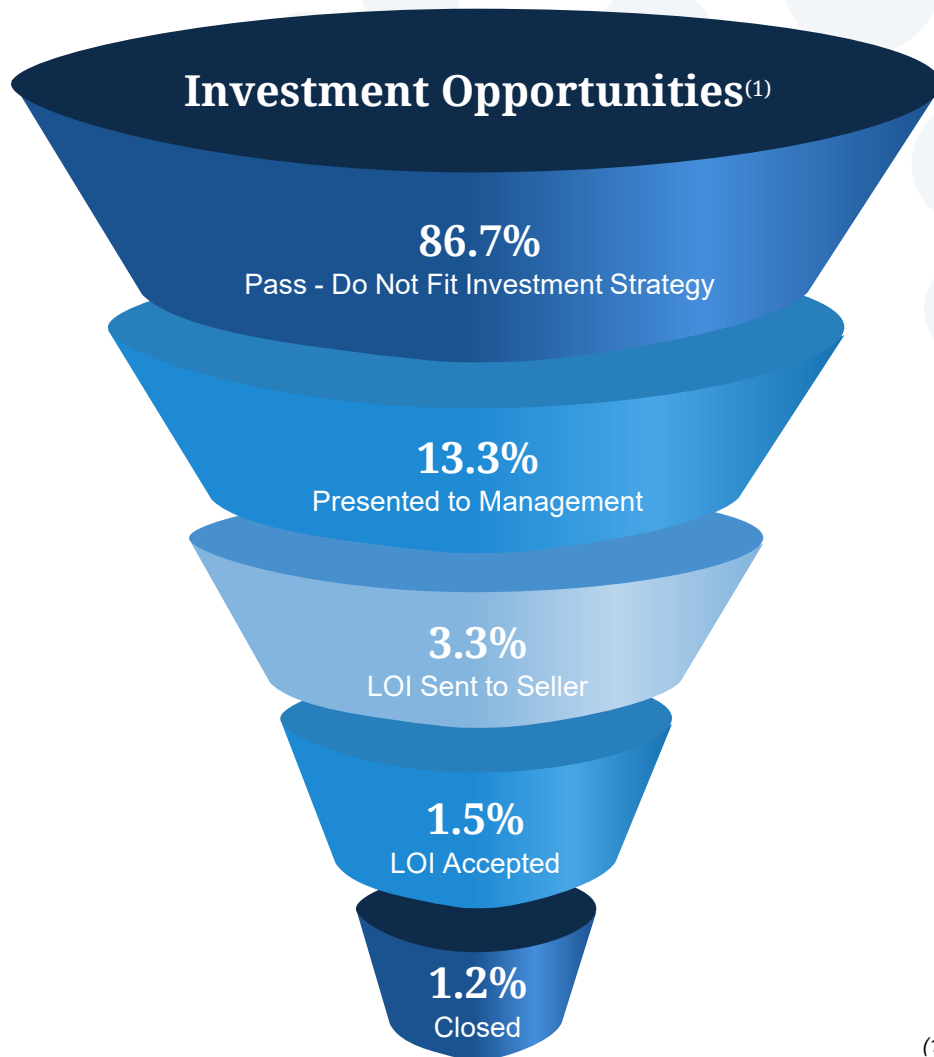 Investment Opportunities(1)
86.7%
Pass - Do Not Fit Investment Strategy
13.3%
Presented to Management
3.3%
LOI Sent to Seller
1.5%
LOI Accepted
1.2%
Closed
(1